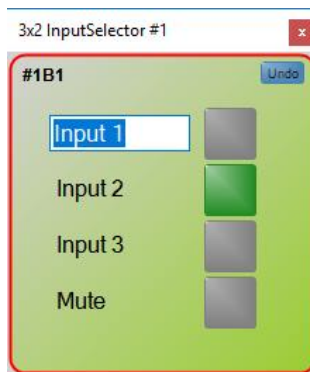 3x2 InputSelector #1 x
#1B1 Undo
Input 1
Input 2
Input 3
Mute